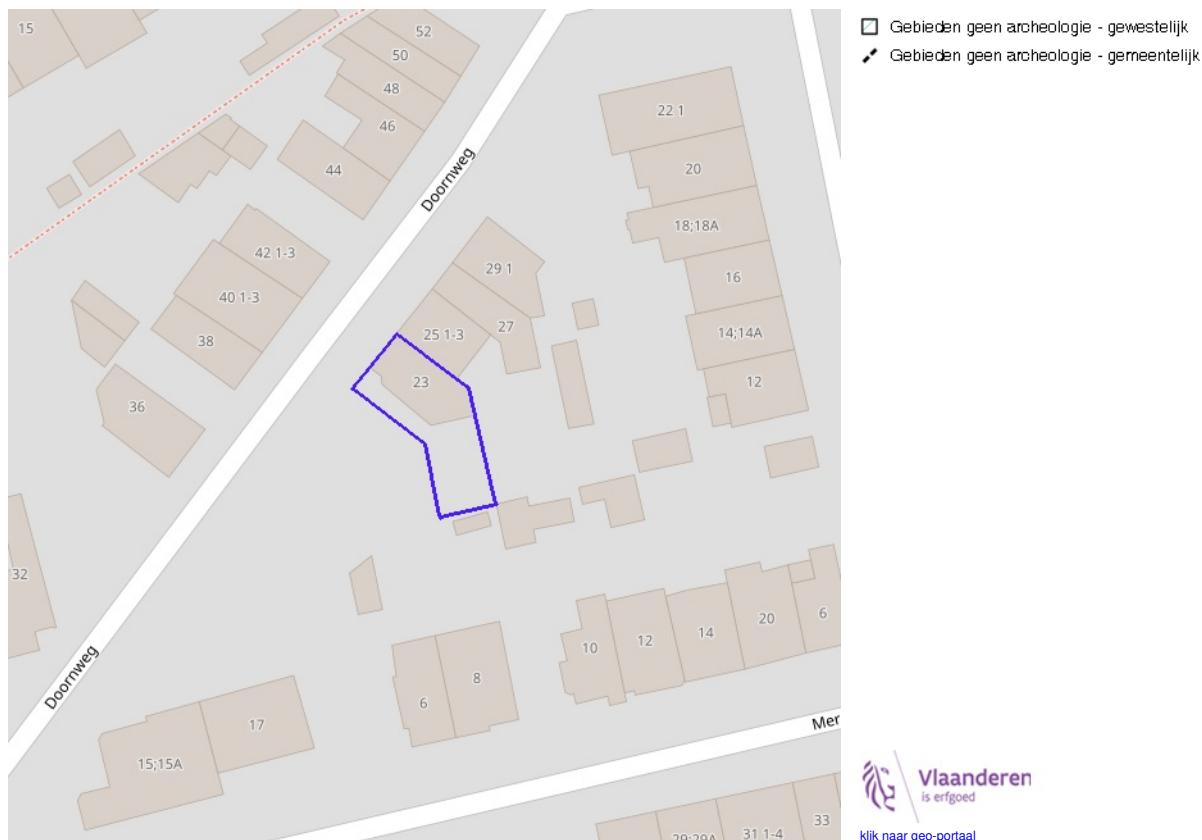 15
52
50
48
46
44
Doornweg
42 1-3
40 1-3
38
36
22 1
20
18;18A
16
14;14A
12
29 1
27
25 1-3
23
32
Doornweg
10
12
14
20
6
6
8
17
15;15A
Mer
29;29A
31 1-4
33
Gebieden geen archeologie - gewestelijk
Gebieden geen archeologie - gemeentelijk
Vlaanderen
is erfgoed
klik naar geo-portaal